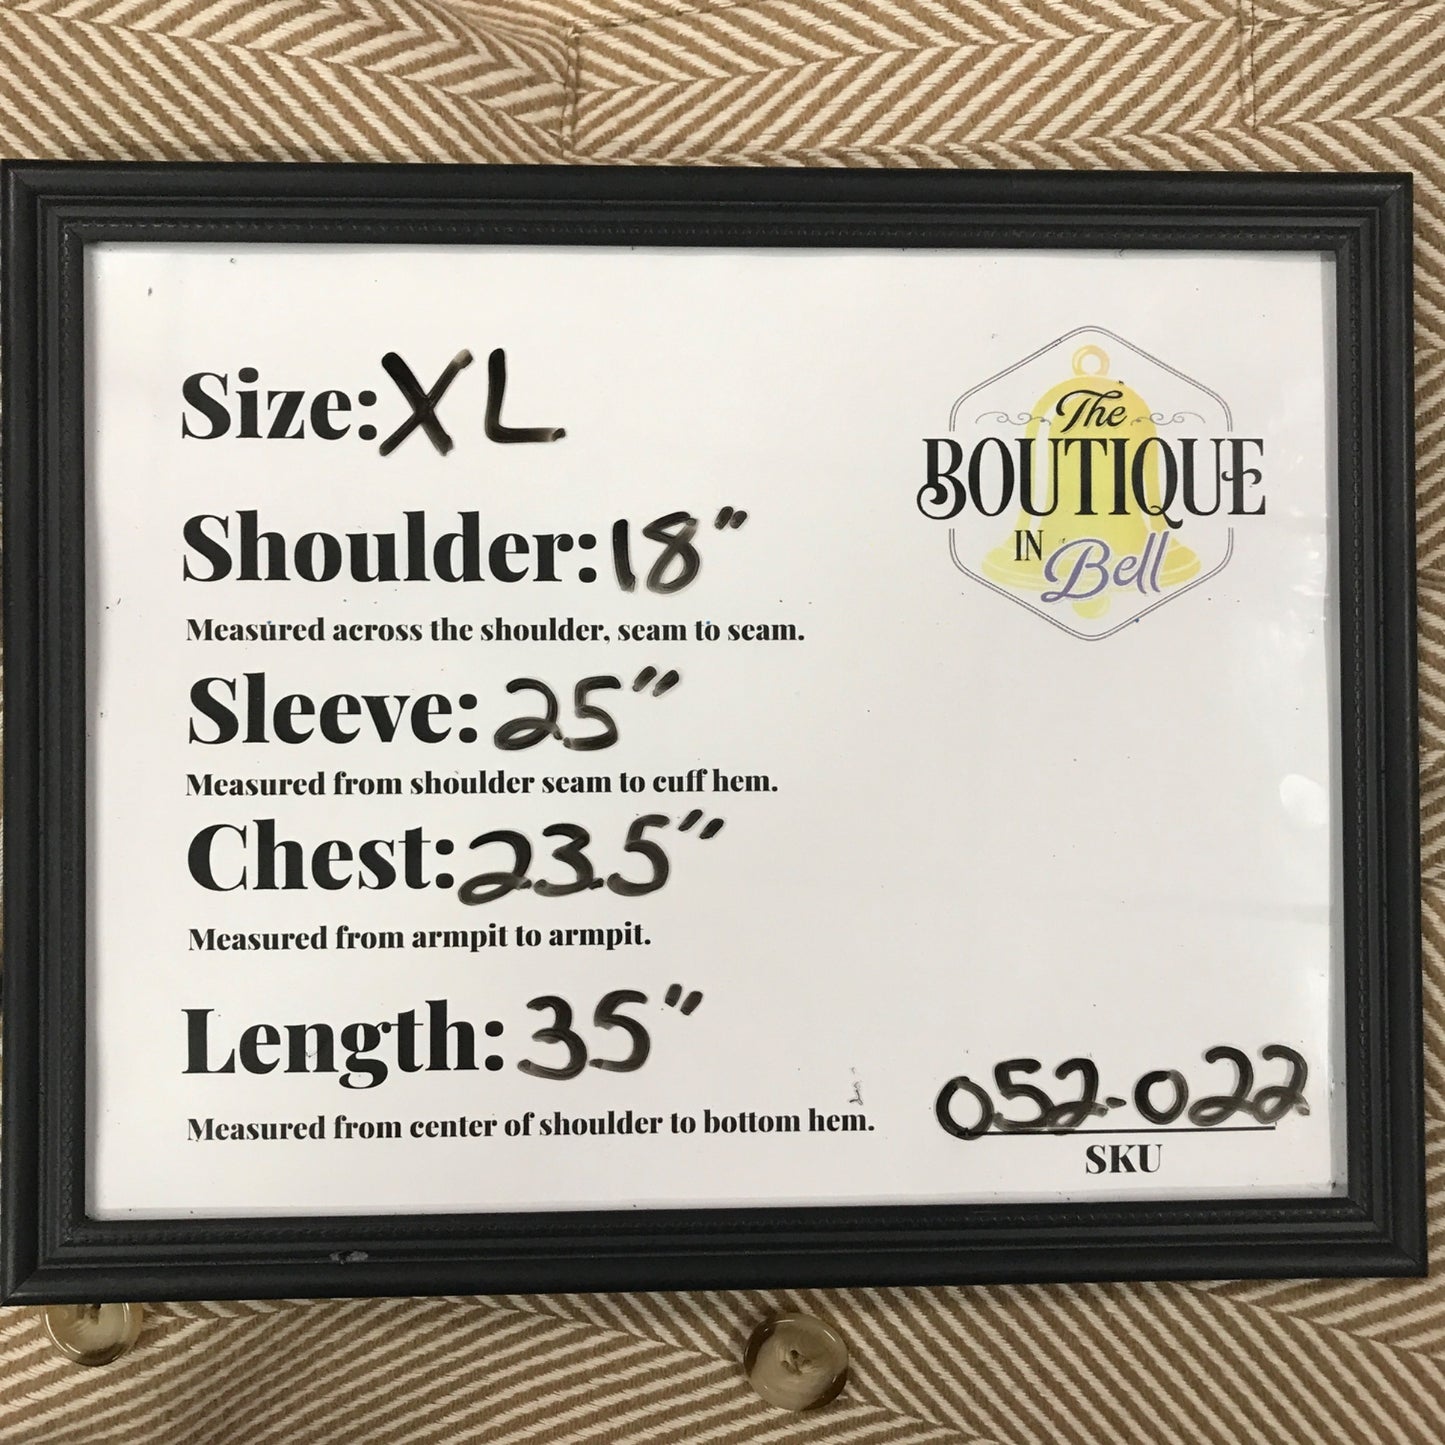 Size: XL
The
BOUTIQUE
IN Bell
Shoulder: 18"
Measured across the shoulder, seam to seam.
Sleeve: 25"
Measured from shoulder seam to cuff hem.
Chest: 23.5"
Measured from armpit to armpit.
Length: 35"
Measured from center of shoulder to bottom hem.
052-022
SKU